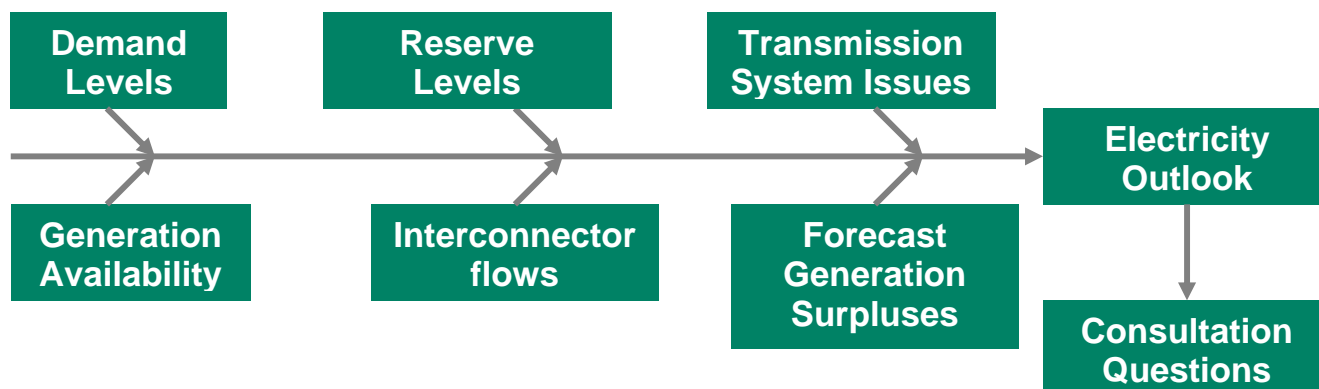 Demand
Levels
Reserve
Levels
Transmission
System Issues
Electricity
Outlook
Generation
Availability
Interconnector
flows
Forecast
Generation
Surpluses
Consultation
Questions